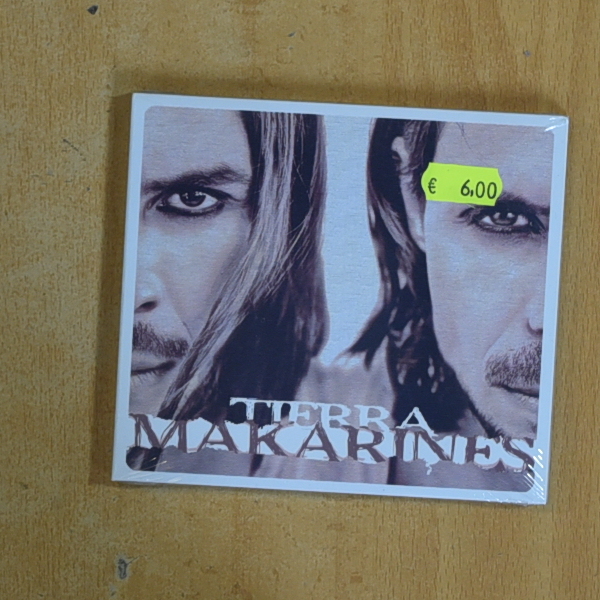 € 6,00
TIERRA
MAKARINES